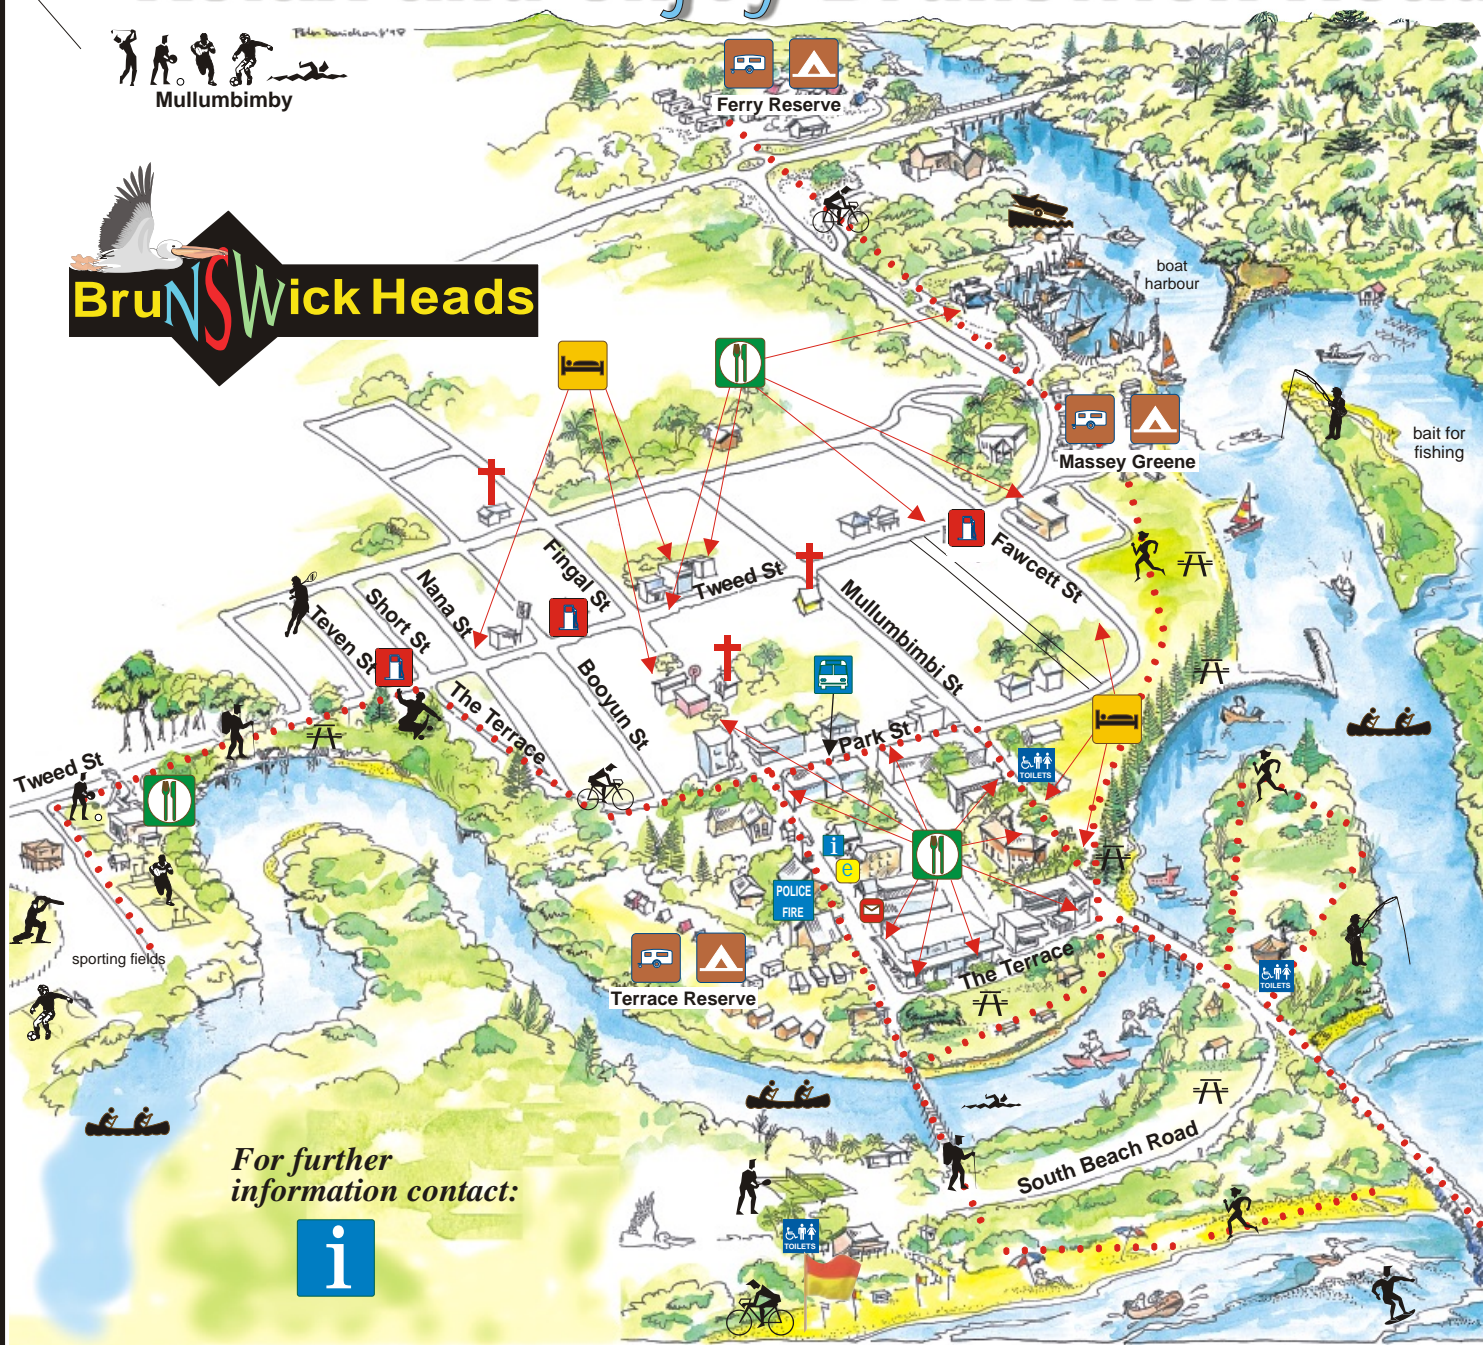 Mullumbimby
Ferry Reserve
BruNSWick Heads
boat
harbour
bait for
fishing
Massey Greene
Fawcett St
Fingal St
Tweed St
Nana St
Short St
Teven St
Mullumbimbi St
Booyun St
The Terrace
Park St
Tweed St
TOILETS
i
e
POLICE
FIRE
sporting fields
The Terrace
TOILETS
Terrace Reserve
South Beach Road
For further
information contact:
i
TOILETS